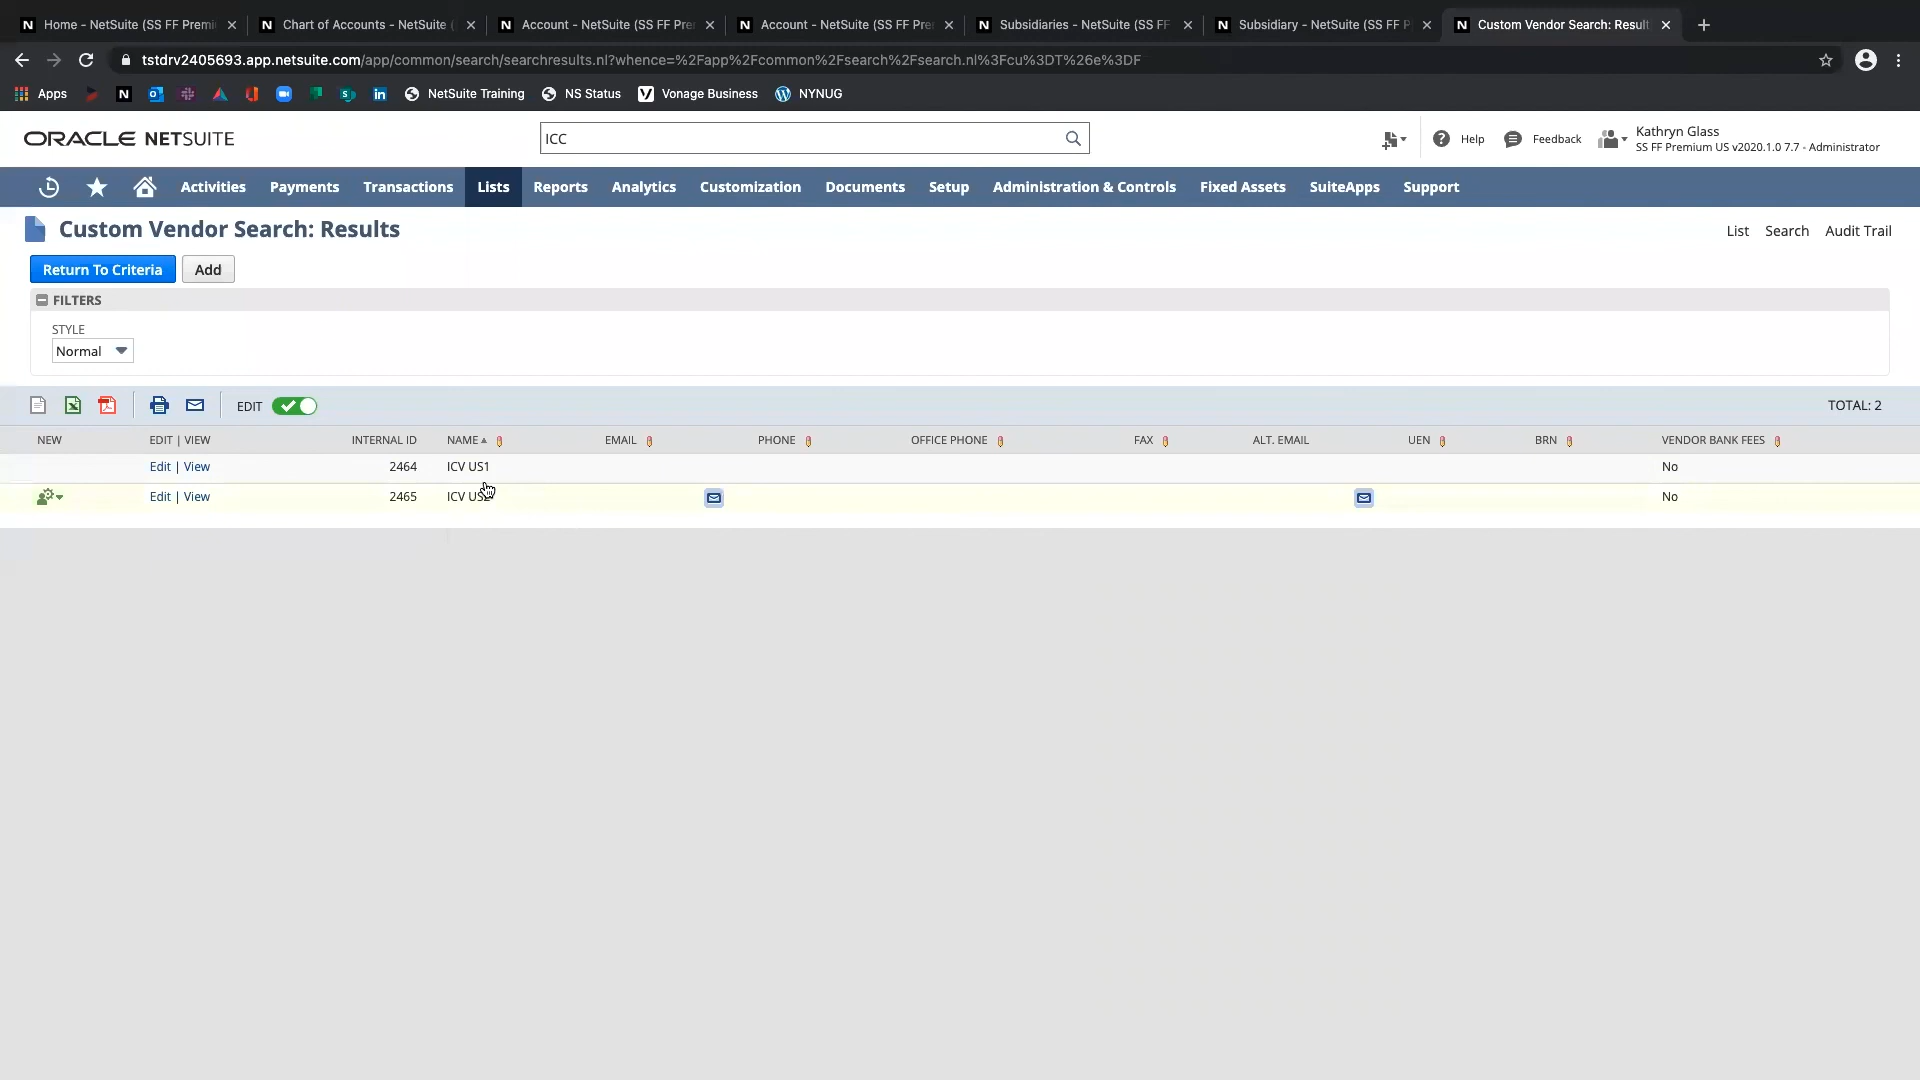 Home - NetSuite (SS FF Premi
Chart of Accounts - NetSuite (
Account - NetSuite (SS FF Pre
Account - NetSuite (SS FF Pre
Subsidiaries - NetSuite (SS FF
Subsidiary - NetSuite (SS FF P
Custom Vendor Search: Result
tstdrv2405693.app.netsuite.com/app/common/search/searchresults.nl?whence=%2Fapp%2Fcommon%2Fsearch%2Fsearch.nl%3Fcu%3DT%26e%3DF
Apps
NetSuite Training
NS Status
Vonage Business
NYNUG
ORACLE NETSUITE
ICC
Help
Feedback
Kathryn Glass
SS FF Premium US v2020.1.0 7.7 - Administrator
Activities
Payments
Transactions
Lists
Reports
Analytics
Customization
Documents
Setup
Administration & Controls
Fixed Assets
SuiteApps
Support
Custom Vendor Search: Results
List
Search
Audit Trail
Return To Criteria
Add
FILTERS
STYLE
Normal
EDIT
TOTAL: 2
NEW EDIT | VIEW INTERNAL ID NAME EMAIL PHONE OFFICE PHONE FAX ALT. EMAIL UEN BRN VENDOR BANK FEES
Edit | View 2464 ICV US1 No
Edit | View 2465 ICV No